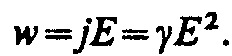 w = jE = γE².